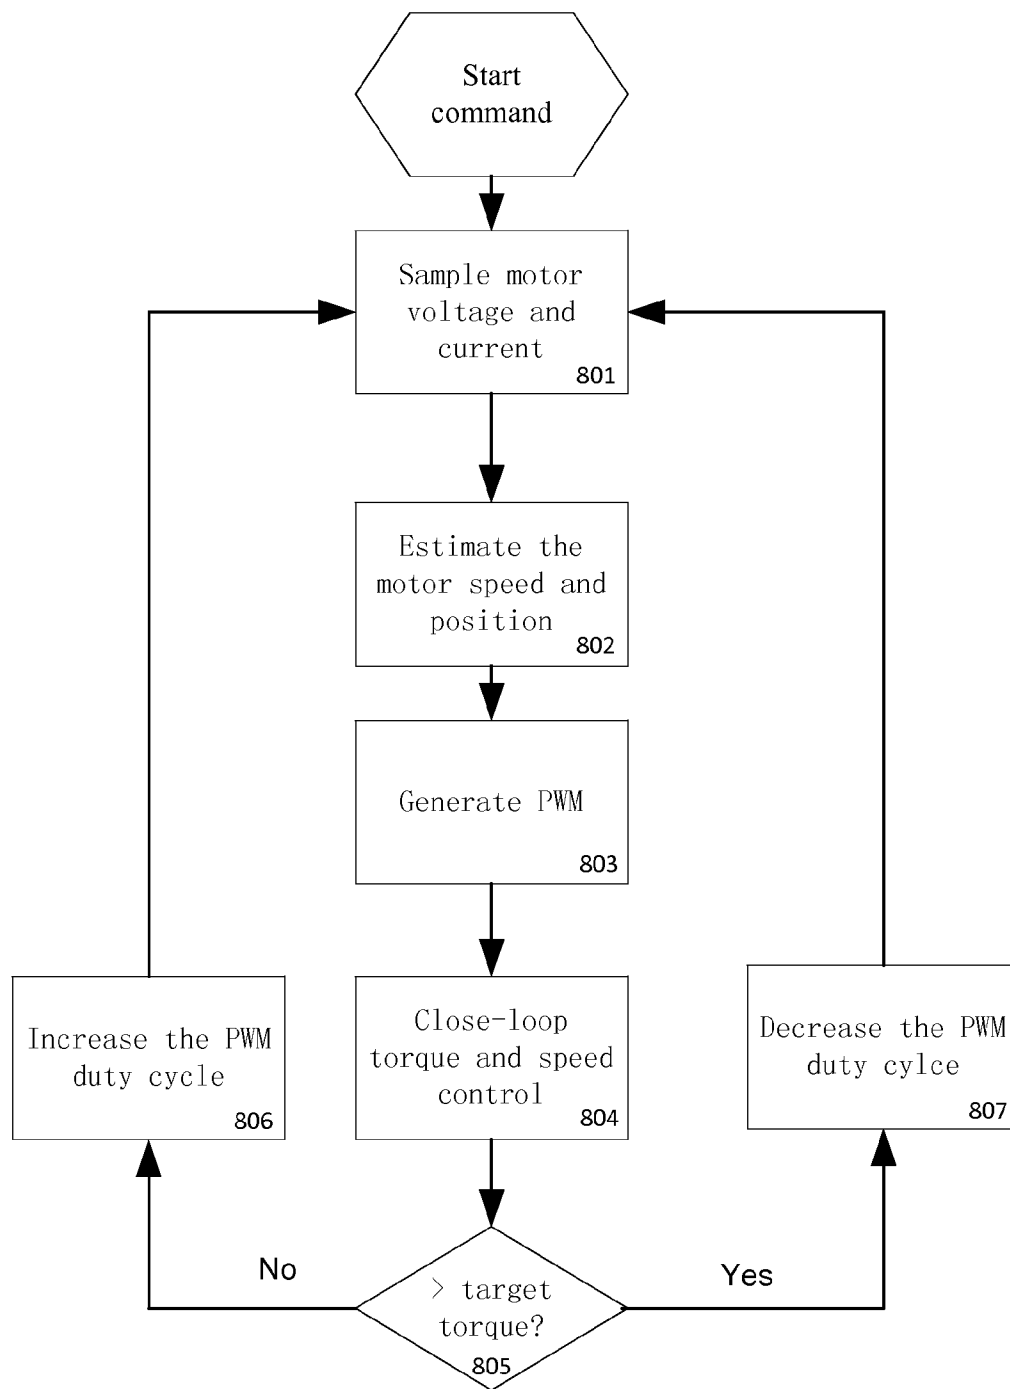 Start
command
Sample motor
voltage and
current
801
Estimate the
motor speed and
position
802
Generate PWM
803
Close-loop
torque and speed
control
804
Increase the PWM
duty cycle
806
Decrease the PWM
duty cylce
807
No
> target
torque?
805
Yes